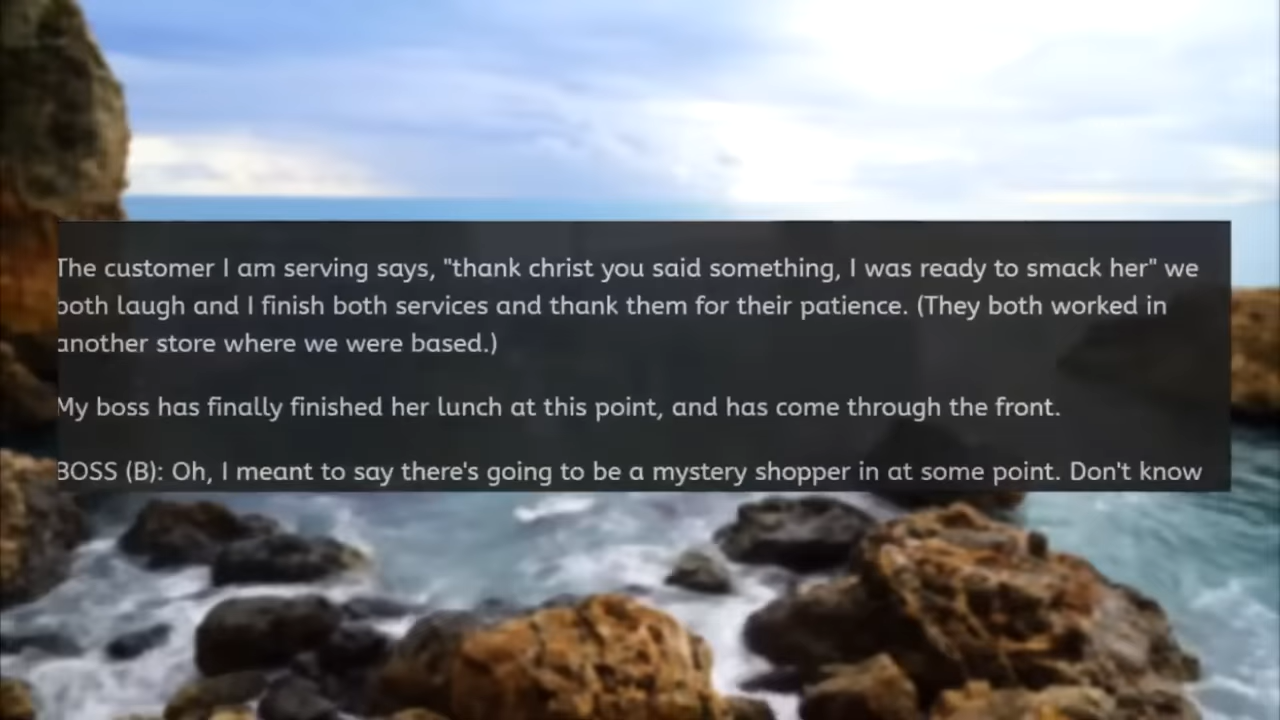 The customer I am serving says, "thank christ you said something, I was ready to smack her" we
both laugh and I finish both services and thank them for their patience. (They both worked in
another store where we were based.)
My boss has finally finished her lunch at this point, and has come through the front.
BOSS (B): Oh, I meant to say there's going to be a mystery shopper in at some point. Don't know